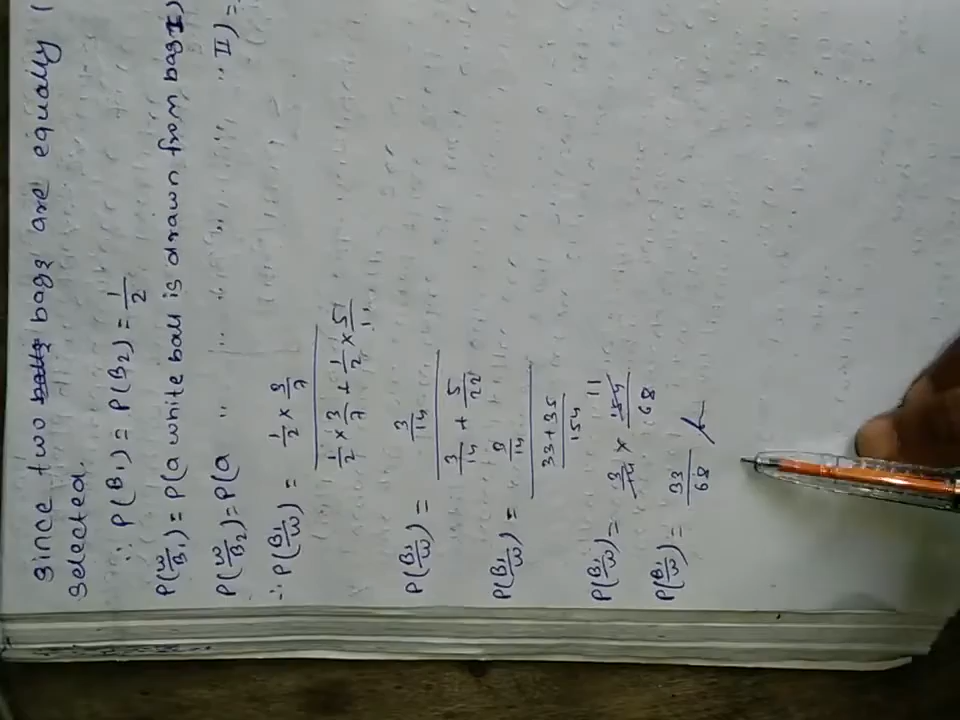 Since two bags are equally
selected.
∴ P(B₁) = P(B₂) = 1/2
P(W/B₁) = P(a white ball is drawn from bag I)
P(W/B₂) = P(a " " " " " II) =
∴ P(B₁/W) = (1/2 × 3/7) / (1/2 × 3/7 + 1/2 × 5/11)
P(B₁/W) = (3/14) / (3/14 + 5/22)
P(B₁/W) = (3/14) / ((33+35)/154)
P(B₁/W) = 3/14 × 154/68 11
P(B₁/W) = 33/68